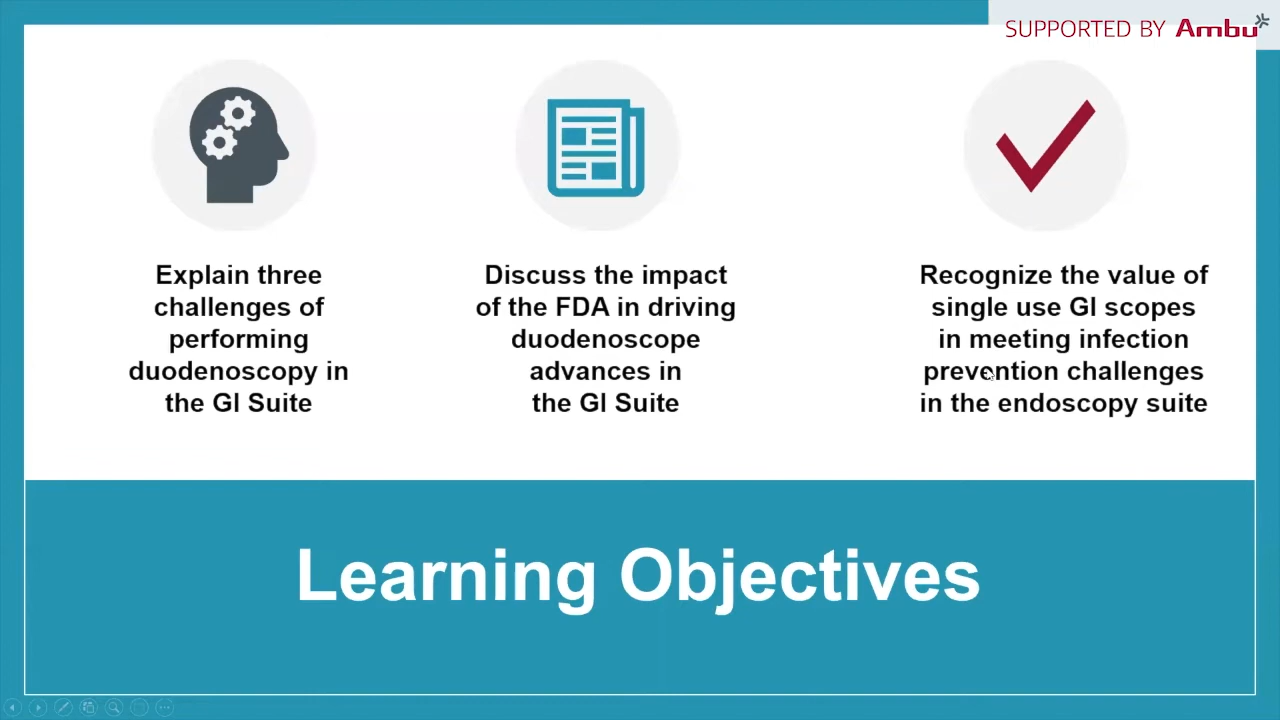 SUPPORTED BY Ambu
Explain three
challenges of
performing
duodenoscopy in
the GI Suite
Discuss the impact
of the FDA in driving
duodenoscope
advances in
the GI Suite
Recognize the value of
single use GI scopes
in meeting infection
prevention challenges
in the endoscopy suite
Learning Objectives